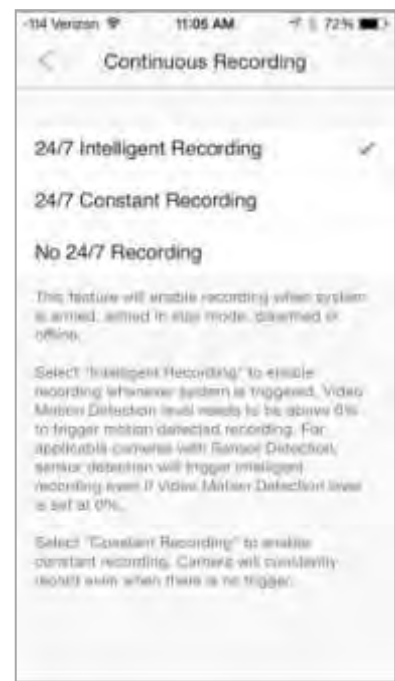 -114 Verizon 11:05 AM 72%
Continuous Recording
24/7 Intelligent Recording
24/7 Constant Recording
No 24/7 Recording
This feature will enable recording when system
is armed, armed in stay mode, disarmed or
offline.
Select "Intelligent Recording" to enable
recording whenever system is triggered. Video
Motion Detection level needs to be above 0%
to trigger motion detected recording. For
applicable cameras with Sensor Detection,
sensor detection will trigger intelligent
recording even if Video Motion Detection level
is set at 0%.
Select "Constant Recording" to enable
constant recording. Camera will constantly
record even when there is no trigger.